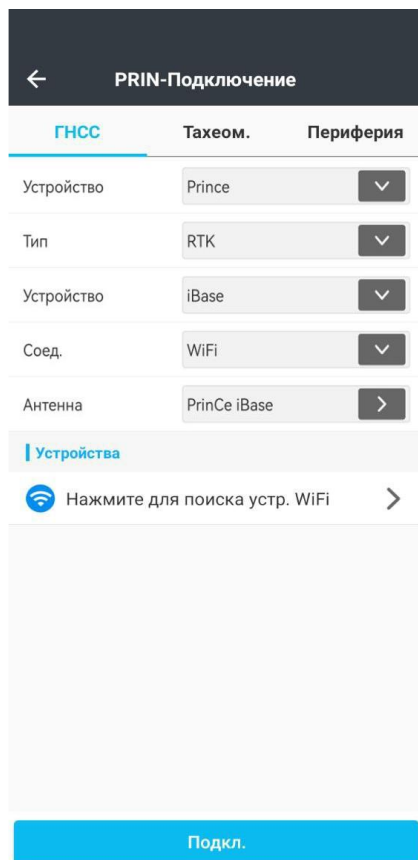 PRIN-Подключение
ГНСС Тахеом. Периферия
Устройство Prince
Тип RTK
Устройство iBase
Соед. WiFi
Антенна PrinCe iBase
Устройства
Нажмите для поиска устр. WiFi
Подкл.